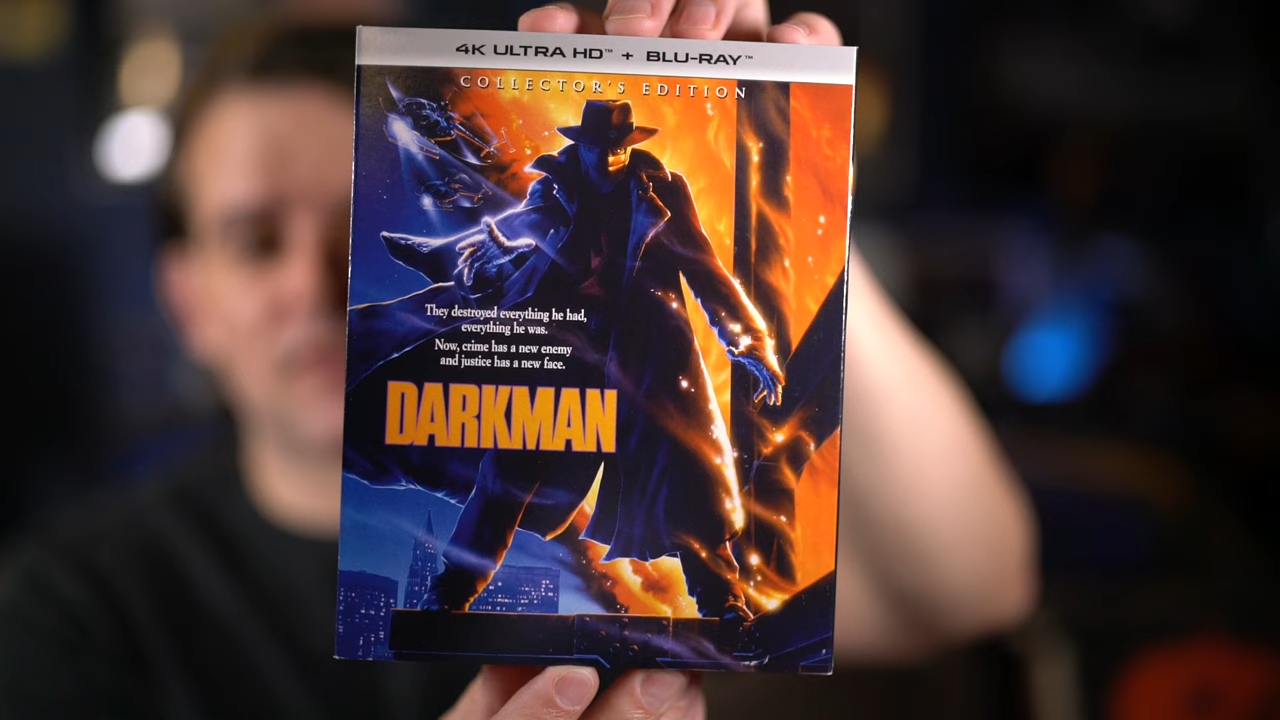 4K ULTRA HD™ + BLU-RAY™
COLLECTOR'S EDITION
They destroyed everything he had,
everything he was.
Now, crime has a new enemy
and justice has a new face.
DARKMAN